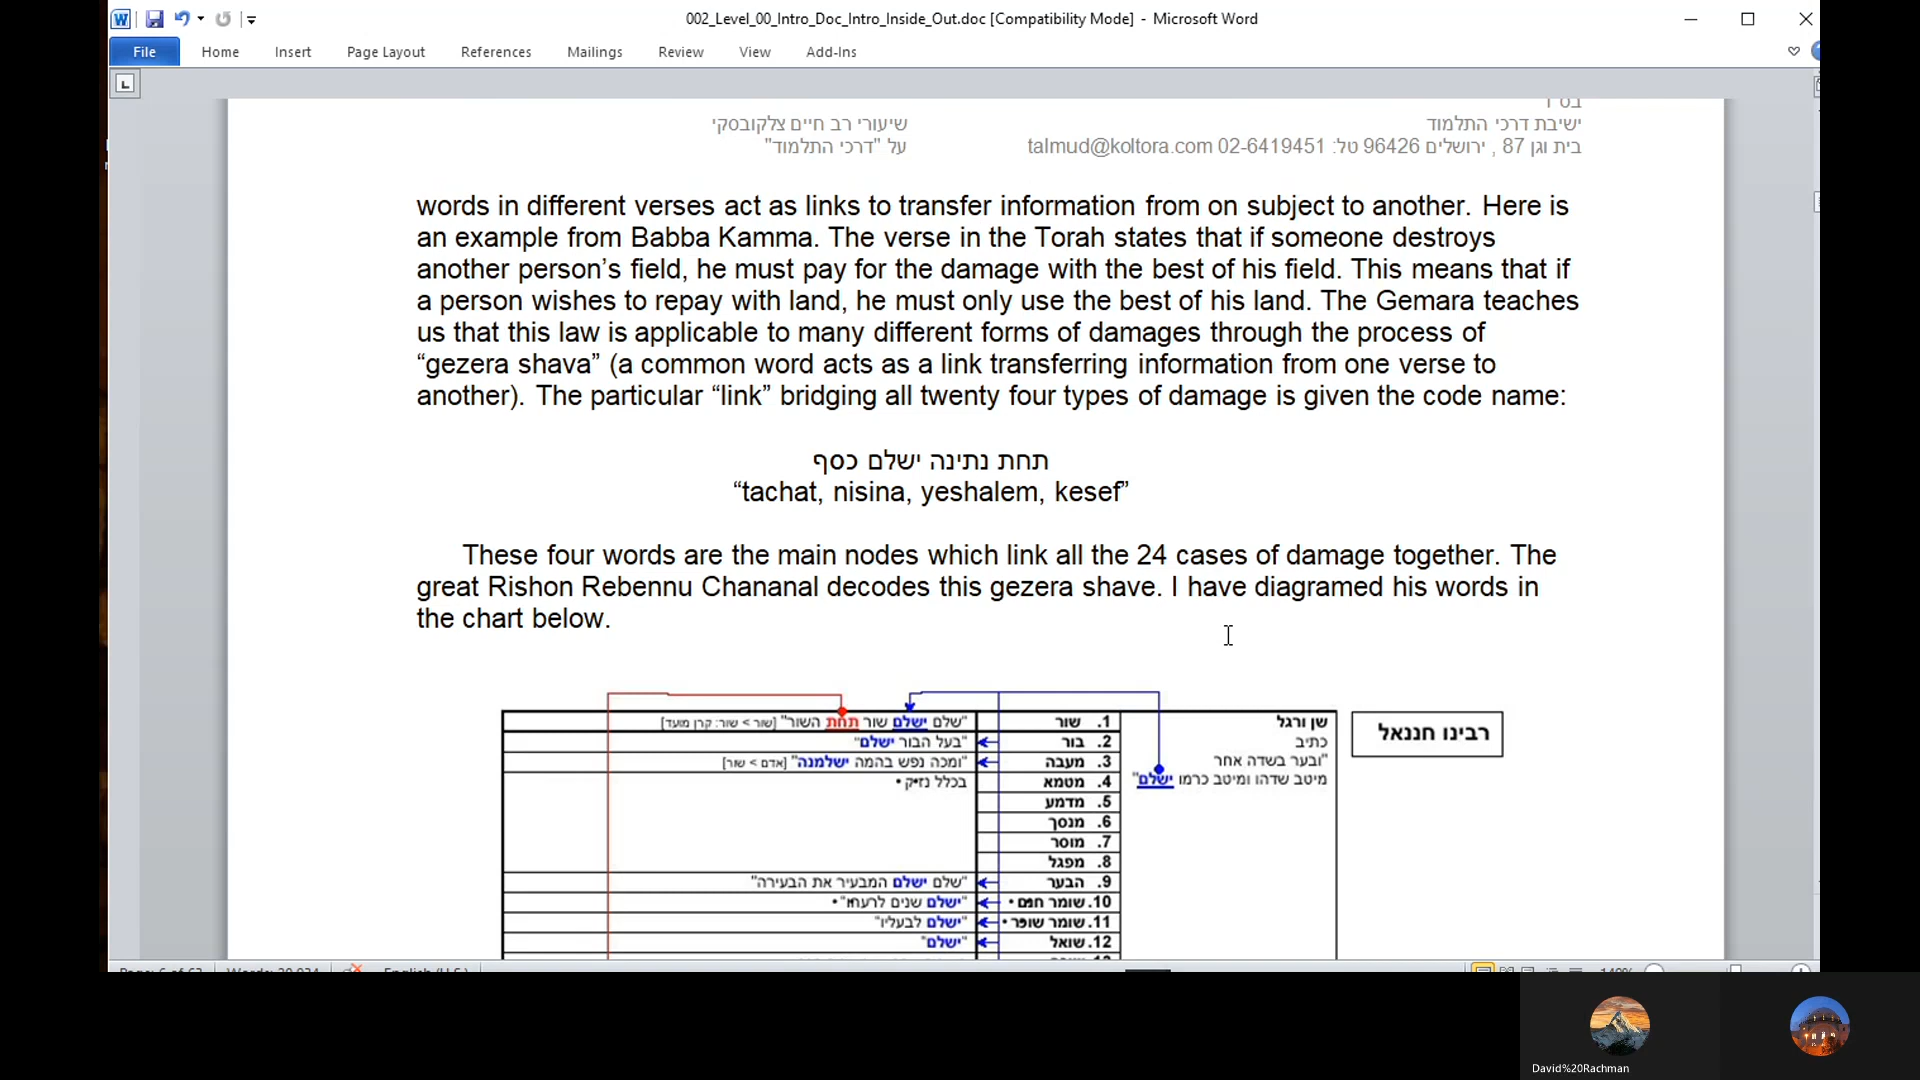 002_Level_00_Intro_Doc_Intro_Inside_Out.doc [Compatibility Mode] - Microsoft Word
File Home Insert Page Layout References Mailings Review View Add-Ins
ישיבת דרכי התלמוד
בית וגן 87 , ירושלים 96426 טל: 02-6419451 talmud@koltora.com
שיעורי רב חיים צלקובסקי
על "דרכי התלמוד"
words in different verses act as links to transfer information from on subject to another. Here is
an example from Babba Kamma. The verse in the Torah states that if someone destroys
another person’s field, he must pay for the damage with the best of his field. This means that if
a person wishes to repay with land, he must only use the best of his land. The Gemara teaches
us that this law is applicable to many different forms of damages through the process of
“gezera shava” (a common word acts as a link transferring information from one verse to
another). The particular “link” bridging all twenty four types of damage is given the code name:
תחת נתינה ישלם כסף
“tachat, nisina, yeshalem, kesef”
These four words are the main nodes which link all the 24 cases of damage together. The
great Rishon Rebennu Chananal decodes this gezera shave. I have diagramed his words in
the chart below.
רבינו חננאל
שן ורגל
כתיב
"ובער בשדה אחר
מיטב שדהו ומיטב כרמו ישלם"
1. שור "שלם ישלם שור תחת השור" [שור > שור: קרן מועד]
2. בור "בעל הבור ישלם"
3. מעבה "ומכה נפש בהמה ישלמנה" [אדם > שור]
4. מטמא בכלל נזיק •
5. מדמע
6. מנסך
7. מוסר
8. מפגל
9. הבער "שלם ישלם המבעיר את הבעירה"
10. שומר חנם • "ישלם שנים לרעהו" •
11. שומר שוכר • "ישלם לבעליו"
12. שואל "ישלם"
David%20Rachman